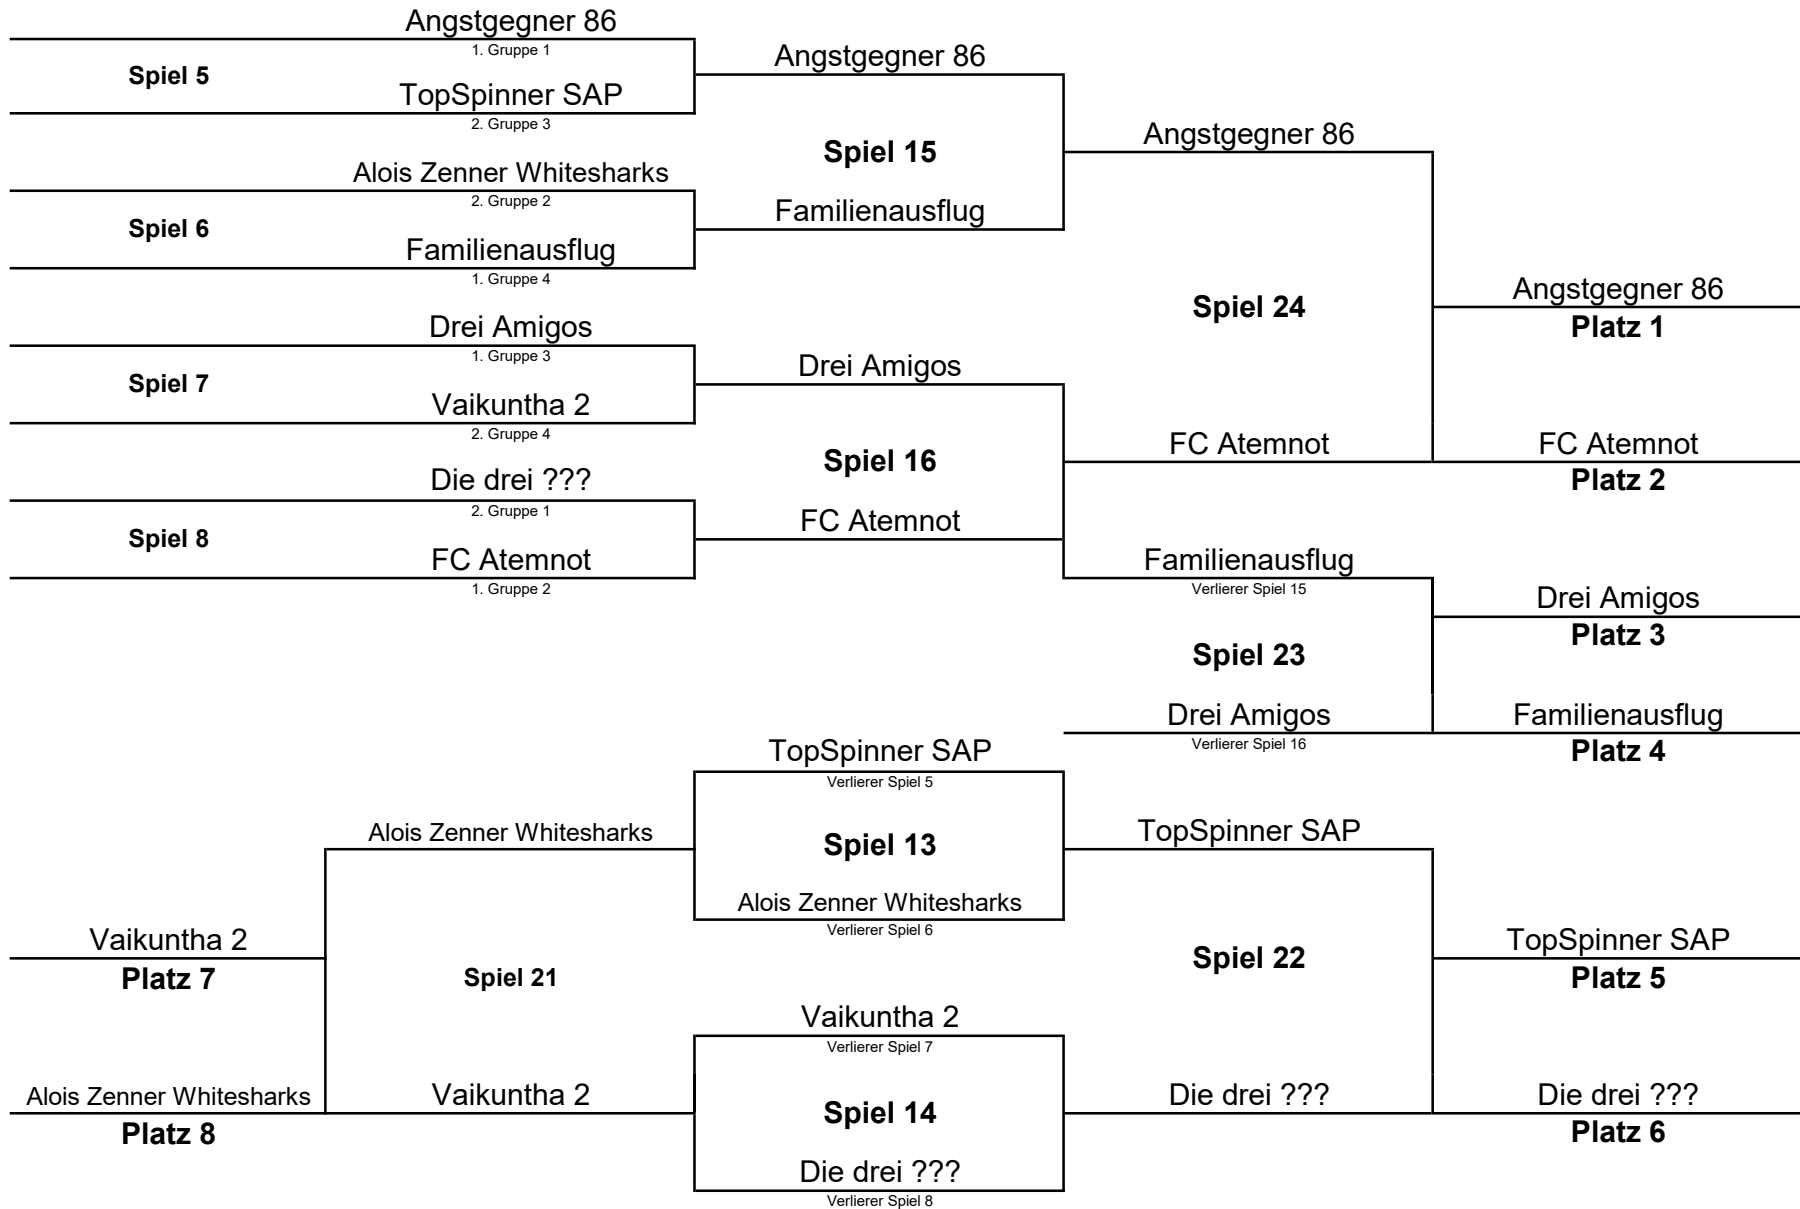 Angstgegner 86
1. Gruppe 1
Spiel 5
TopSpinner SAP
2. Gruppe 3
Alois Zenner Whitesharks
2. Gruppe 2
Spiel 6
Familienausflug
1. Gruppe 4
Drei Amigos
1. Gruppe 3
Spiel 7
Vaikuntha 2
2. Gruppe 4
Die drei ???
2. Gruppe 1
Spiel 8
FC Atemnot
1. Gruppe 2
Angstgegner 86
Spiel 15
Familienausflug
Drei Amigos
Spiel 16
FC Atemnot
Angstgegner 86
Spiel 24
FC Atemnot
Angstgegner 86
Platz 1
FC Atemnot
Platz 2
Familienausflug
Verlierer Spiel 15
Spiel 23
Drei Amigos
Verlierer Spiel 16
Drei Amigos
Platz 3
Familienausflug
Platz 4
TopSpinner SAP
Verlierer Spiel 5
Spiel 13
Alois Zenner Whitesharks
Verlierer Spiel 6
Vaikuntha 2
Verlierer Spiel 7
Spiel 14
Die drei ???
Verlierer Spiel 8
Alois Zenner Whitesharks
Spiel 21
Vaikuntha 2
Vaikuntha 2
Platz 7
Alois Zenner Whitesharks
Platz 8
TopSpinner SAP
Spiel 22
Die drei ???
TopSpinner SAP
Platz 5
Die drei ???
Platz 6